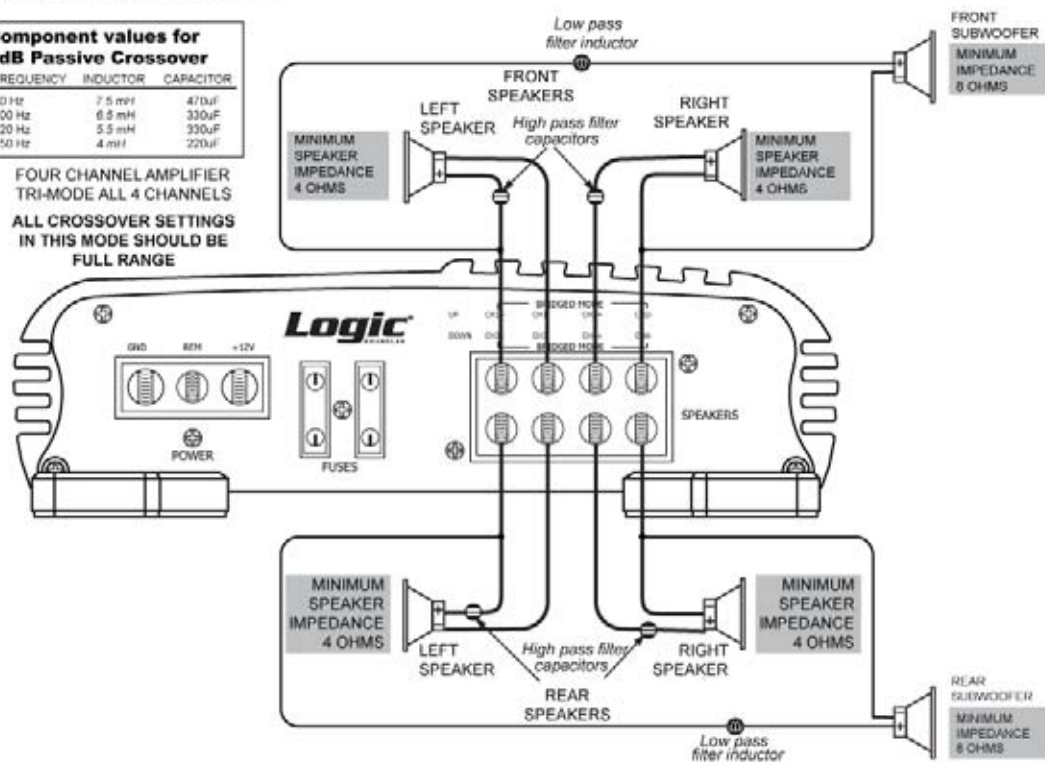 omponent values for
dB Passive Crossover
REQUENCY INDUCTOR CAPACITOR
0 Hz 7.5 mH 470uF
00 Hz 6.5 mH 330uF
20 Hz 5.5 mH 330uF
50 Hz 4 mH 220uF
FOUR CHANNEL AMPLIFIER
TRI-MODE ALL 4 CHANNELS
ALL CROSSOVER SETTINGS
IN THIS MODE SHOULD BE
FULL RANGE
Low pass
filter inductor
FRONT
SUBWOOFER
MINIMUM
IMPEDANCE
8 OHMS
FRONT
SPEAKERS
LEFT
SPEAKER
High pass filter
capacitors
RIGHT
SPEAKER
MINIMUM
SPEAKER
IMPEDANCE
4 OHMS
MINIMUM
SPEAKER
IMPEDANCE
4 OHMS
Logic
BRIDGED MODE
UP
DOWN
BRIDGED MODE
GND REM +12V
POWER
FUSES
SPEAKERS
MINIMUM
SPEAKER
IMPEDANCE
4 OHMS
LEFT
SPEAKER
High pass filter
capacitors
RIGHT
SPEAKER
MINIMUM
SPEAKER
IMPEDANCE
4 OHMS
REAR
SPEAKERS
Low pass
filter inductor
REAR
SUBWOOFER
MINIMUM
IMPEDANCE
8 OHMS